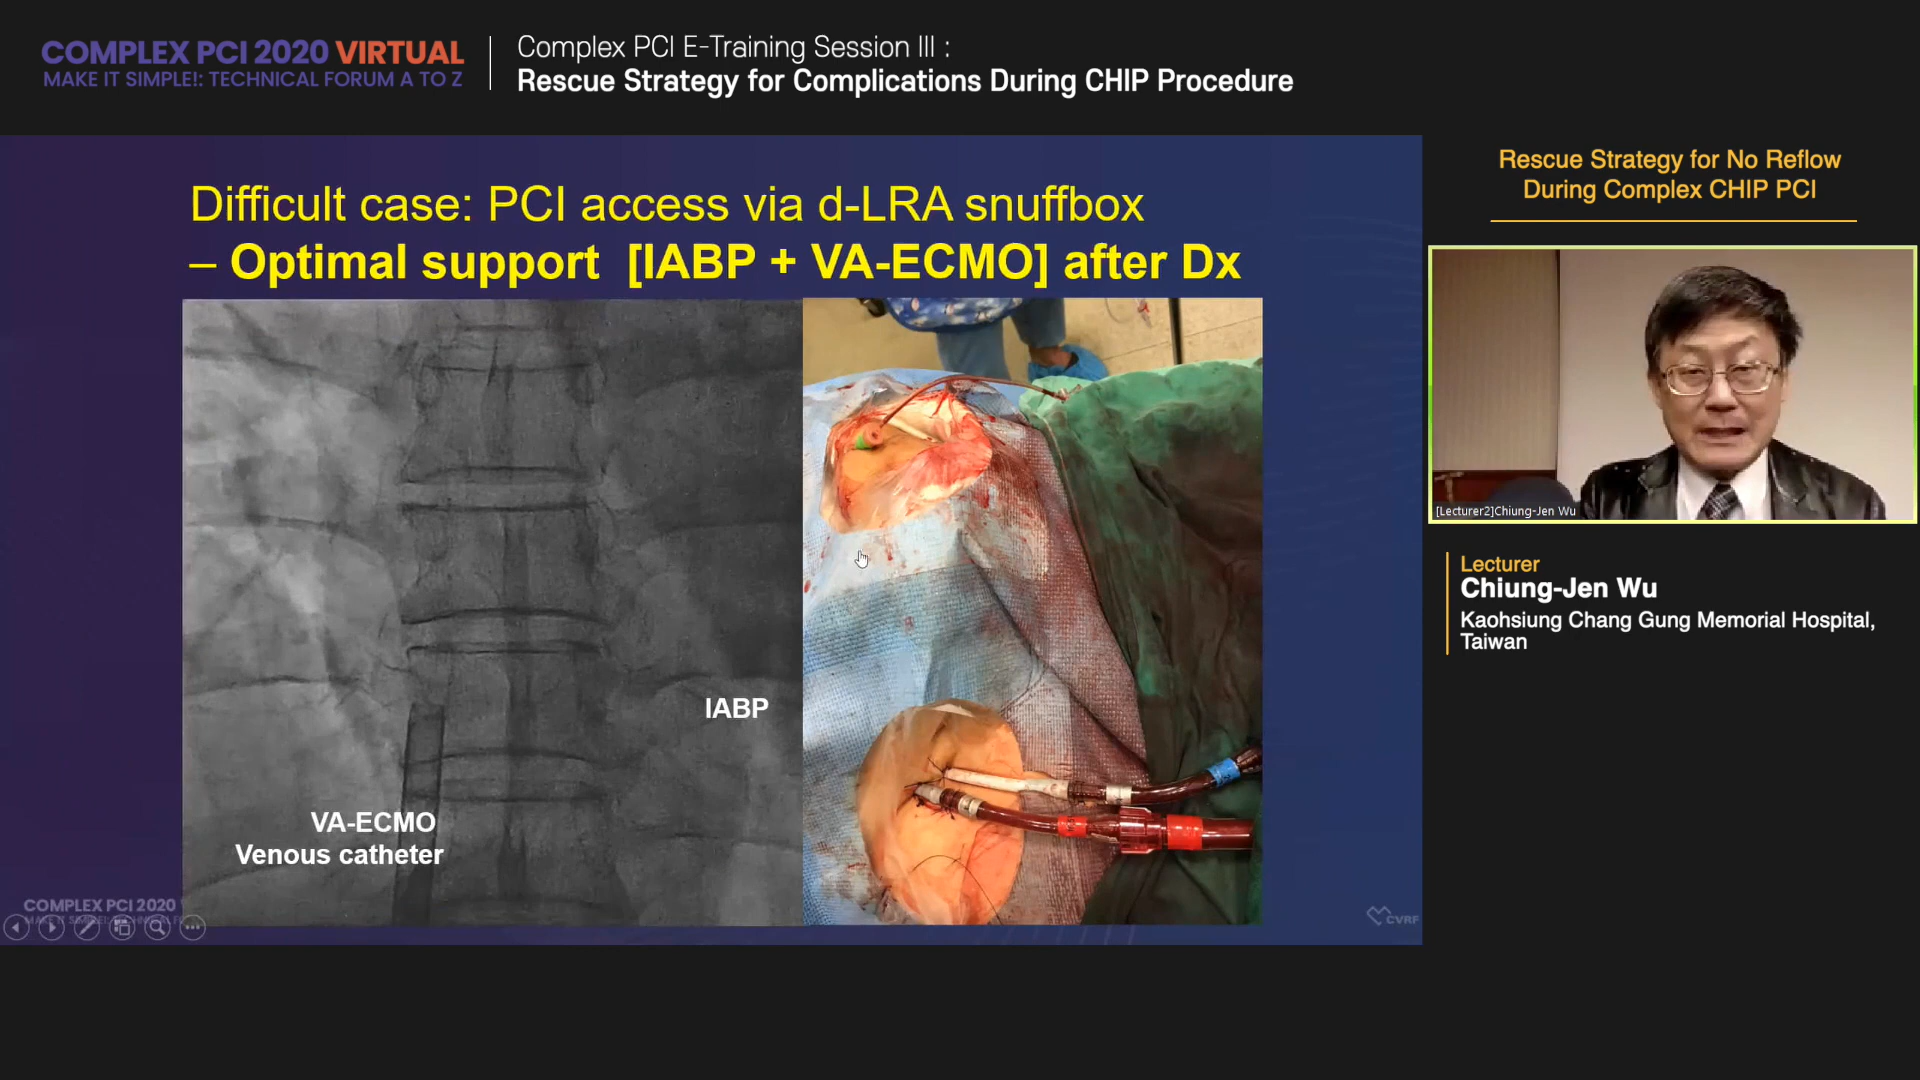 COMPLEX PCI 2020 VIRTUAL
MAKE IT SIMPLE!: TECHNICAL FORUM A TO Z
Complex PCI E-Training Session III :
Rescue Strategy for Complications During CHIP Procedure
Difficult case: PCI access via d-LRA snuffbox
– Optimal support [IABP + VA-ECMO] after Dx
IABP
VA-ECMO
Venous catheter
COMPLEX PCI 2020
CVRF
Rescue Strategy for No Reflow
During Complex CHIP PCI
[Lecturer2]Chiung-Jen Wu
Lecturer
Chiung-Jen Wu
Kaohsiung Chang Gung Memorial Hospital,
Taiwan